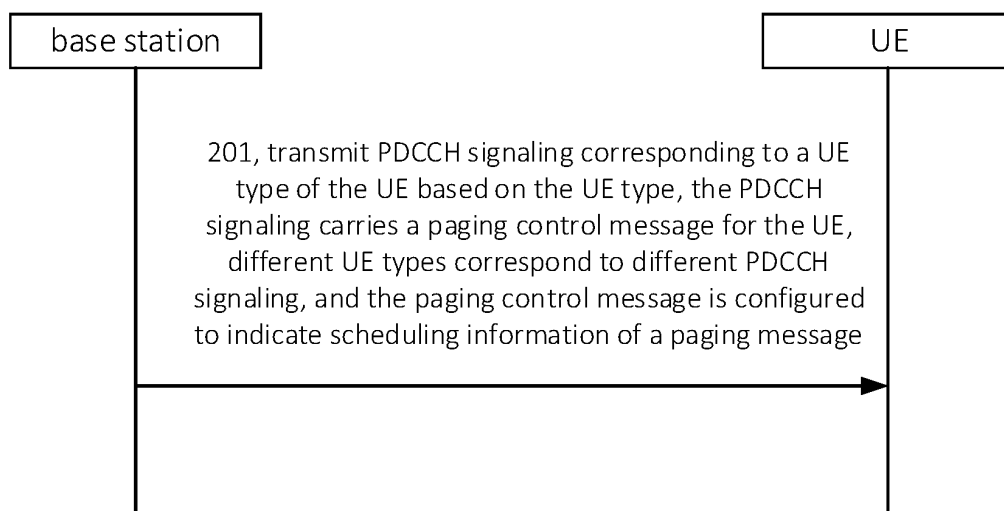 base station
UE
201, transmit PDCCH signaling corresponding to a UE
type of the UE based on the UE type, the PDCCH
signaling carries a paging control message for the UE,
different UE types correspond to different PDCCH
signaling, and the paging control message is configured
to indicate scheduling information of a paging message